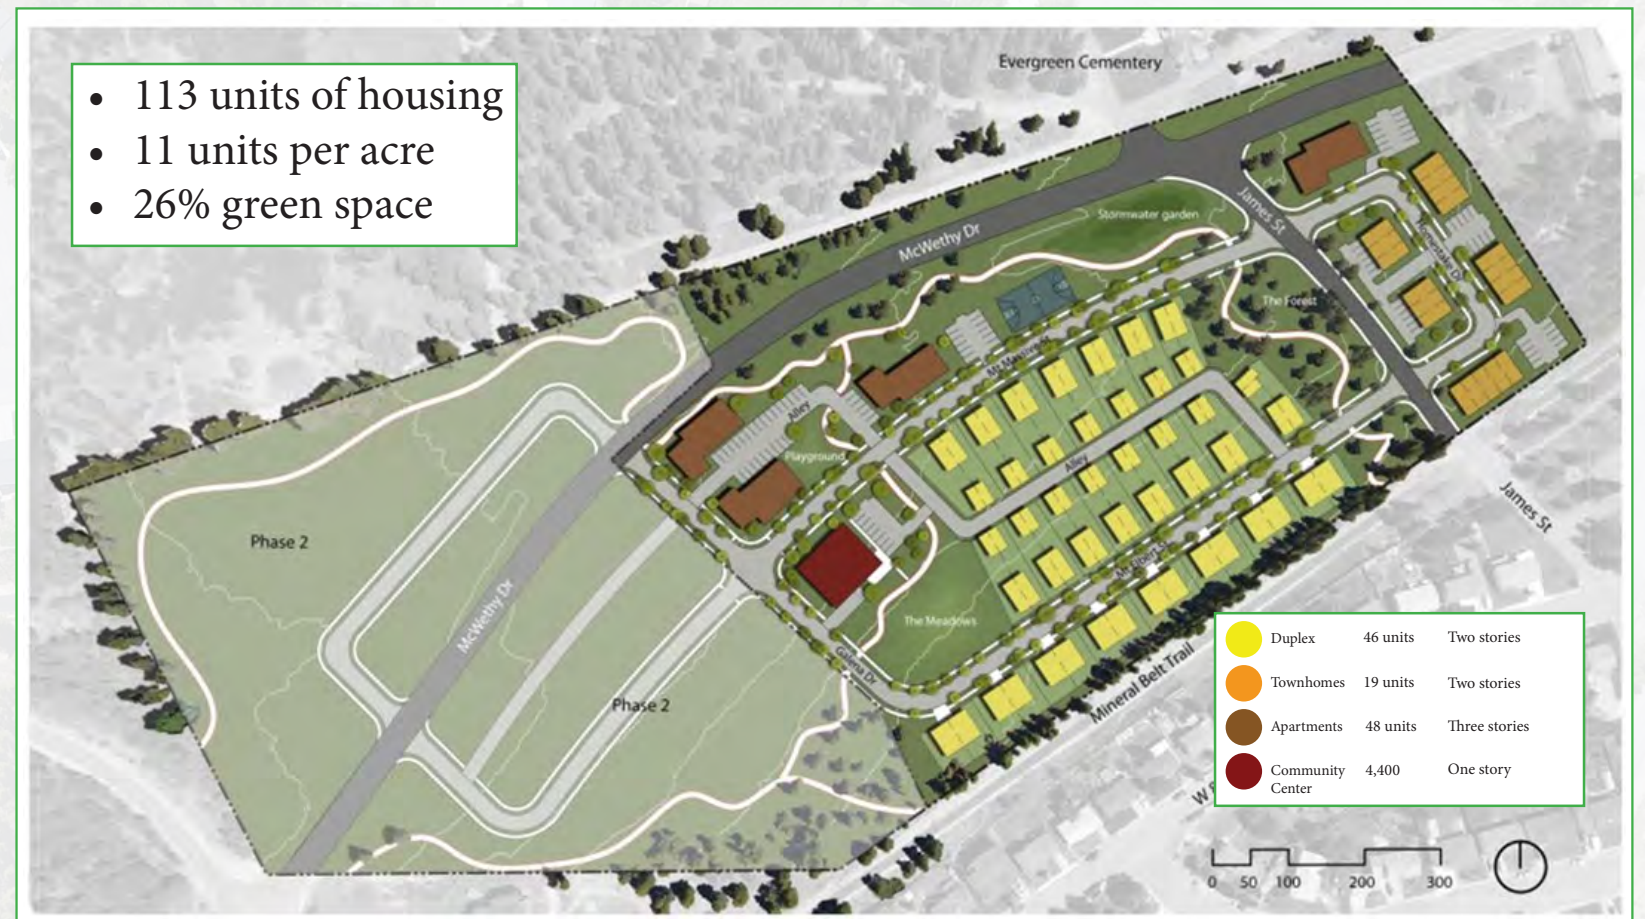 • 113 units of housing
• 11 units per acre
• 26% green space
Evergreen Cementery
James St
Stormwater garden
McWethy Dr
The Forest
Alley
Playground
Alley
Phase 2
McWethy Dr
James St
The Meadows
Galena Dr
Phase 2
Mineral Belt Trail
Duplex 46 units Two stories
Townhomes 19 units Two stories
Apartments 48 units Three stories
Community Center 4,400 One story
0 50 100 200 300